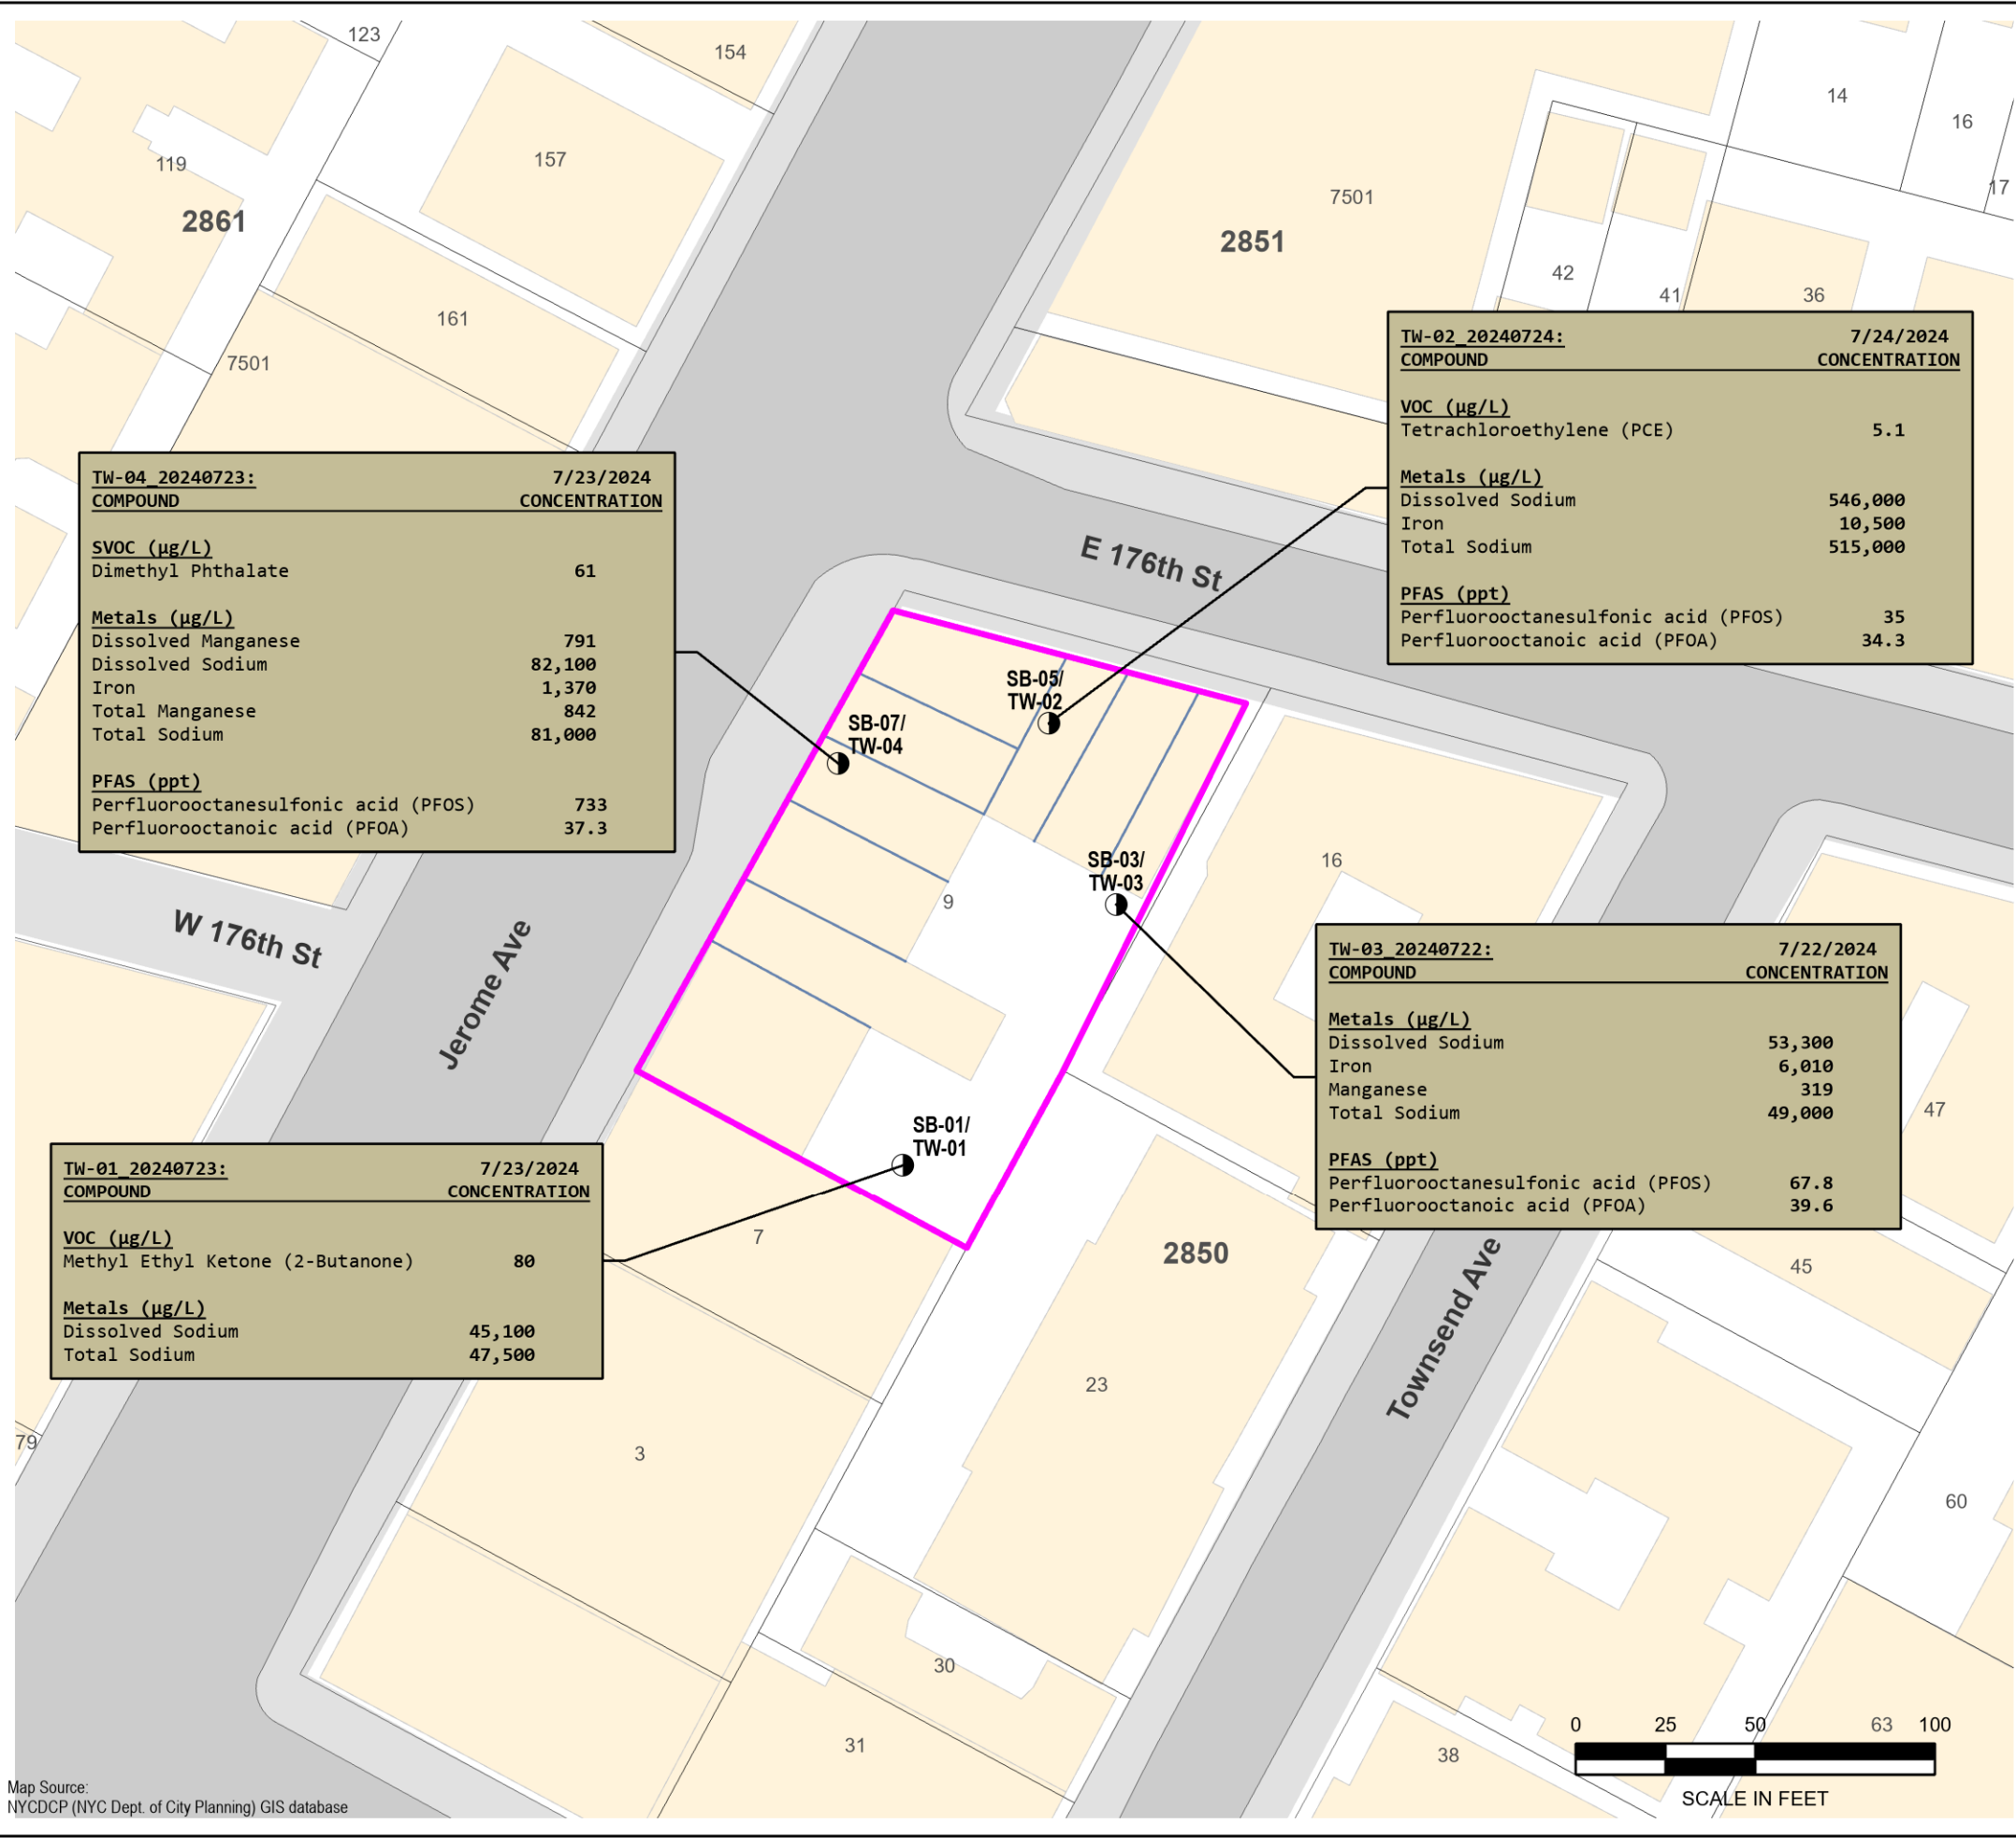 123
154
14
16
17
119
157
7501
2861
2851
42
41
36
161
7501
TW-02_20240724: 7/24/2024
COMPOUND CONCENTRATION
VOC (µg/L)
Tetrachloroethylene (PCE) 5.1
Metals (µg/L)
Dissolved Sodium 546,000
Iron 10,500
Total Sodium 515,000
PFAS (ppt)
Perfluorooctanesulfonic acid (PFOS) 35
Perfluorooctanoic acid (PFOA) 34.3
TW-04_20240723: 7/23/2024
COMPOUND CONCENTRATION
SVOC (µg/L)
Dimethyl Phthalate 61
Metals (µg/L)
Dissolved Manganese 791
Dissolved Sodium 82,100
Iron 1,370
Total Manganese 842
Total Sodium 81,000
PFAS (ppt)
Perfluorooctanesulfonic acid (PFOS) 733
Perfluorooctanoic acid (PFOA) 37.3
E 176th St
SB-05/
TW-02
SB-07/
TW-04
SB-03/
TW-03
16
9
W 176th St
Jerome Ave
TW-03_20240722: 7/22/2024
COMPOUND CONCENTRATION
Metals (µg/L)
Dissolved Sodium 53,300
Iron 6,010
Manganese 319
Total Sodium 49,000
PFAS (ppt)
Perfluorooctanesulfonic acid (PFOS) 67.8
Perfluorooctanoic acid (PFOA) 39.6
47
SB-01/
TW-01
TW-01_20240723: 7/23/2024
COMPOUND CONCENTRATION
VOC (µg/L)
Methyl Ethyl Ketone (2-Butanone) 80
Metals (µg/L)
Dissolved Sodium 45,100
Total Sodium 47,500
7
2850
45
Townsend Ave
23
79
3
60
30
31
38
0 25 50 63 100
SCALE IN FEET
Map Source:
NYCDCP (NYC Dept. of City Planning) GIS database